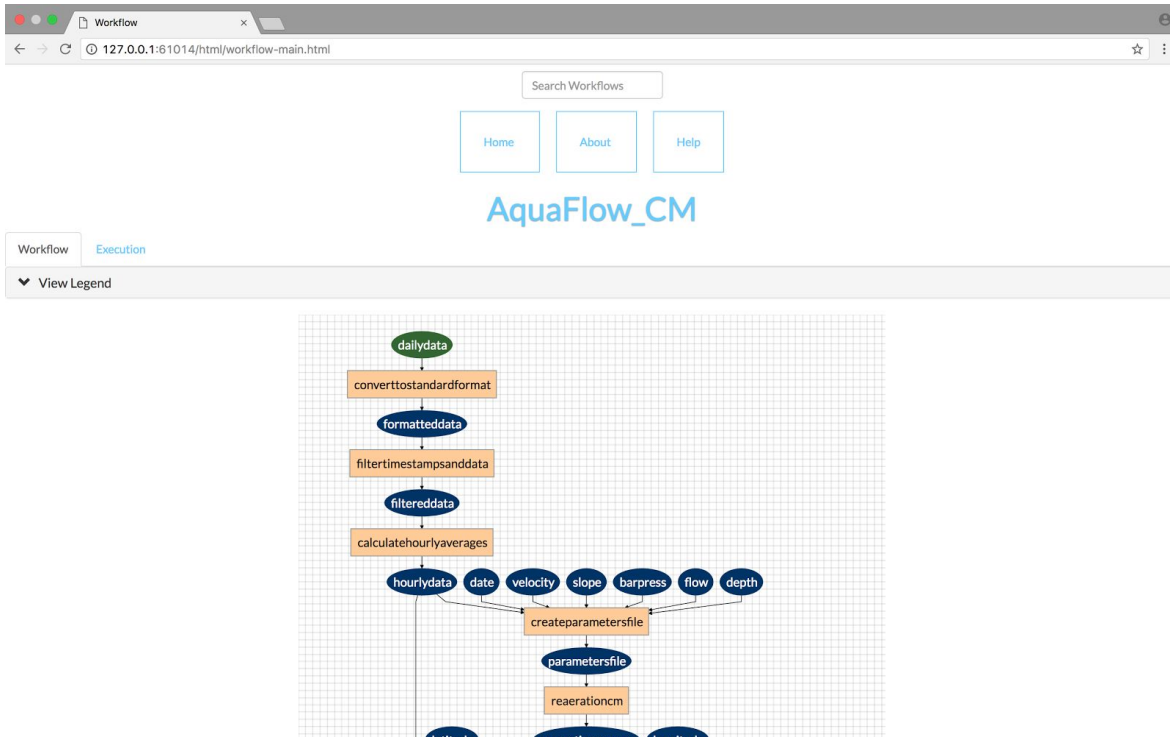 Workflow
127.0.0.1:61014/html/workflow-main.html
Search Workflows
Home About Help
AquaFlow_CM
Workflow Execution
View Legend
dailydata
converttostandardformat
formatteddata
filtertimestampsanddata
filtereddata
calculatehourlyaverages
hourlydata date velocity slope barpress flow depth
createparametersfile
parametersfile
reaerationcm